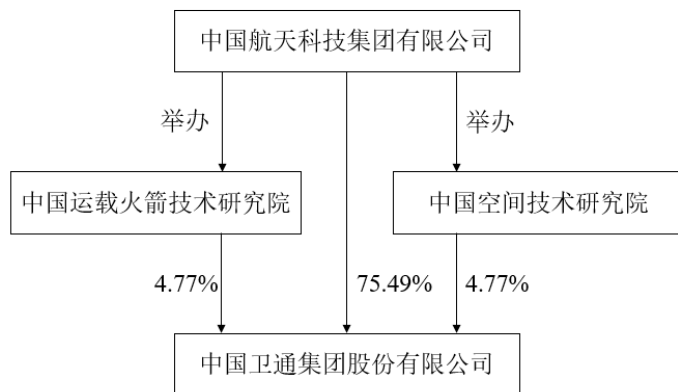 中国航天科技集团有限公司
举办
举办
中国运载火箭技术研究院
中国空间技术研究院
4.77%
75.49%
4.77%
中国卫通集团股份有限公司